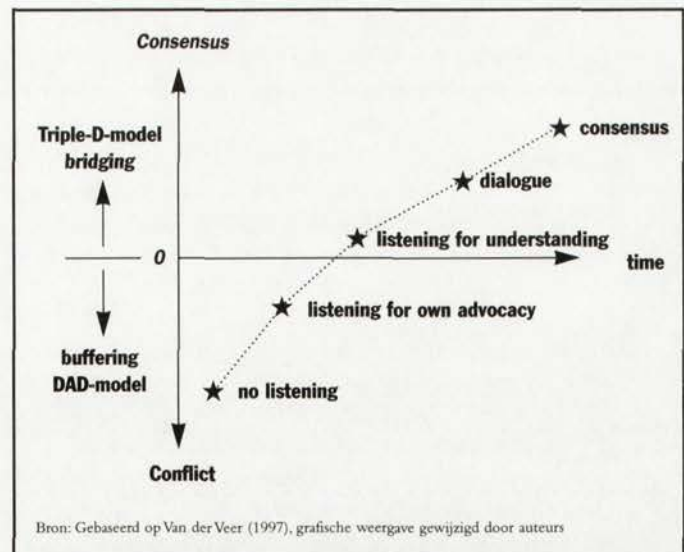 Consensus
Triple-D-model
bridging
consensus
dialogue
listening for understanding
0
time
listening for own advocacy
buffering
DAD-model
no listening
Conflict
Bron: Gebaseerd op Van der Veer (1997), grafische weergave gewijzigd door auteurs